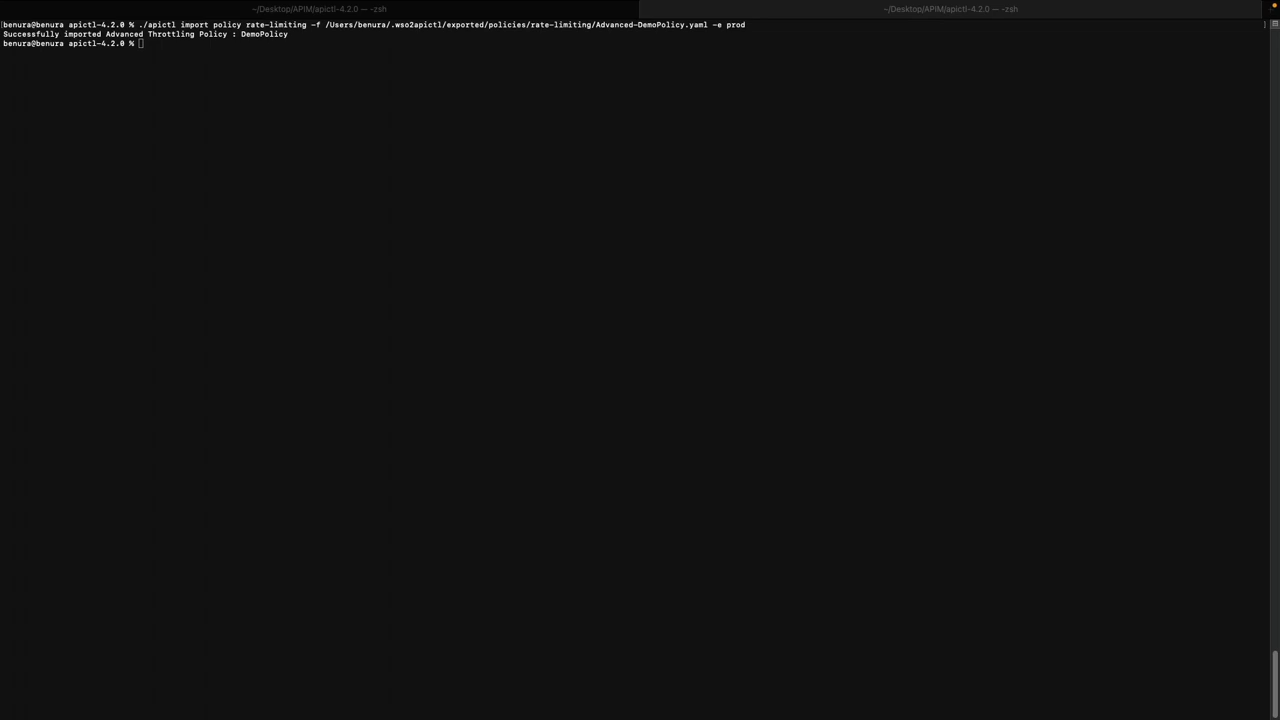 ~/Desktop/APIM/apictl-4.2.0 — -zsh
~/Desktop/APIM/apictl-4.2.0 — -zsh
[benura@benura apictl-4.2.0 % ./apictl import policy rate-limiting -f /Users/benura/.wso2apictl/exported/policies/rate-limiting/Advanced-DemoPolicy.yaml -e prod ]
Successfully imported Advanced Throttling Policy : DemoPolicy
benura@benura apictl-4.2.0 %